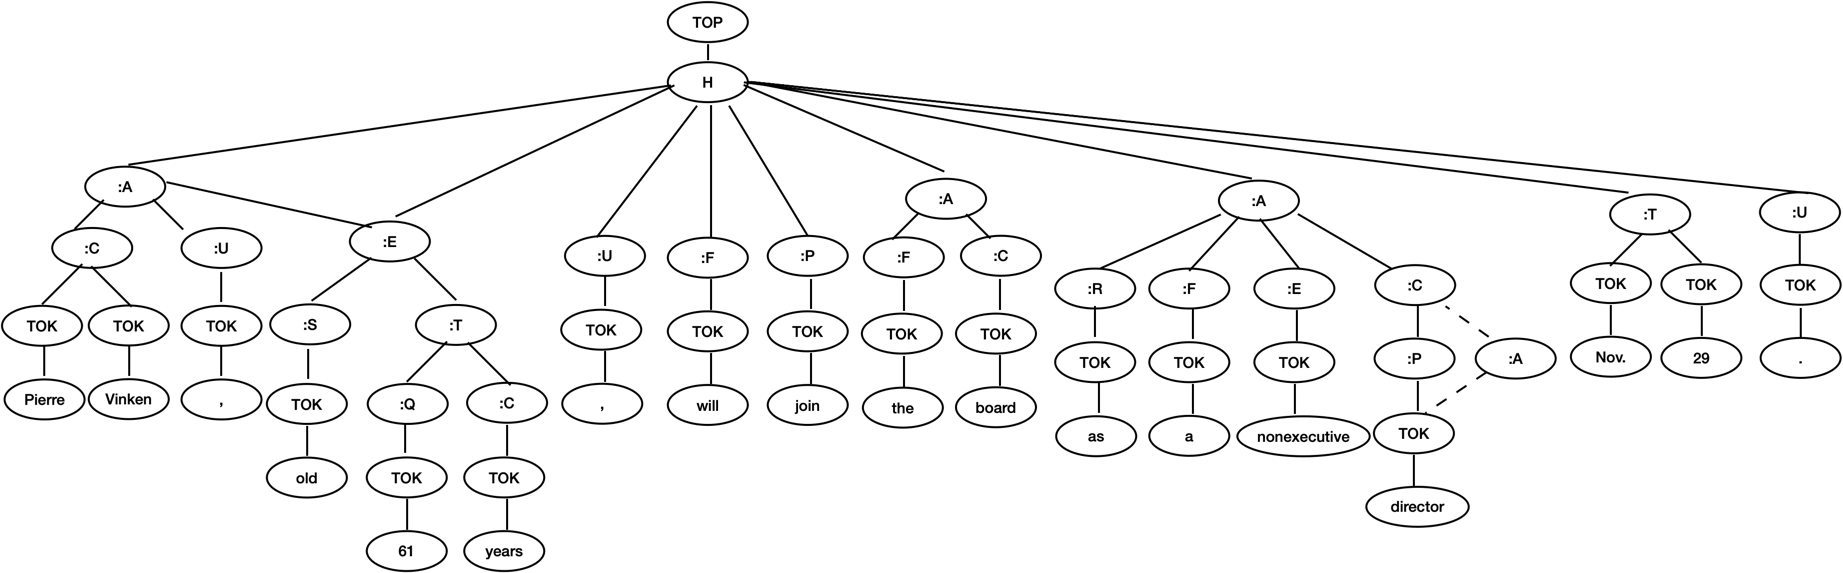 TOP
H
:A
:A
:A
:T
:U
:C
:U
:E
:U
:F
:P
:F
:C
:R
:F
:E
:C
TOK
TOK
TOK
TOK
TOK
TOK
:S
:T
TOK
TOK
TOK
TOK
TOK
TOK
TOK
TOK
:P
:A
Nov.
29
.
Pierre
Vinken
,
TOK
:Q
:C
,
will
join
the
board
as
a
nonexecutive
TOK
old
TOK
TOK
director
61
years